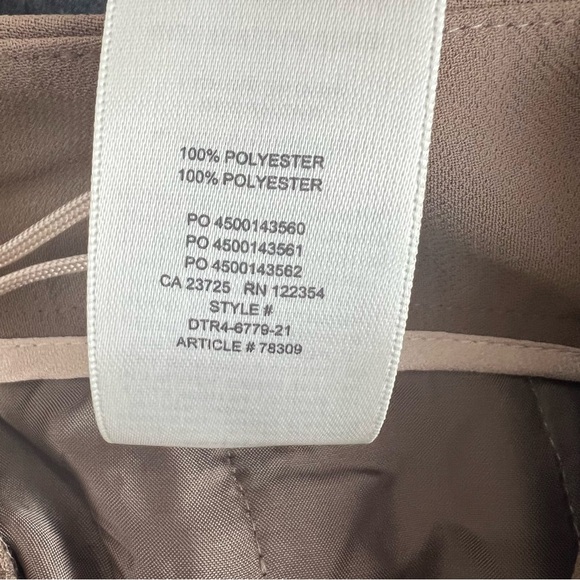 100% POLYESTER
100% POLYESTER
PO 4500143560
PO 4500143561
PO 4500143562
CA 23725 RN 122354
STYLE #
DTR4-6779-21
ARTICLE # 78309